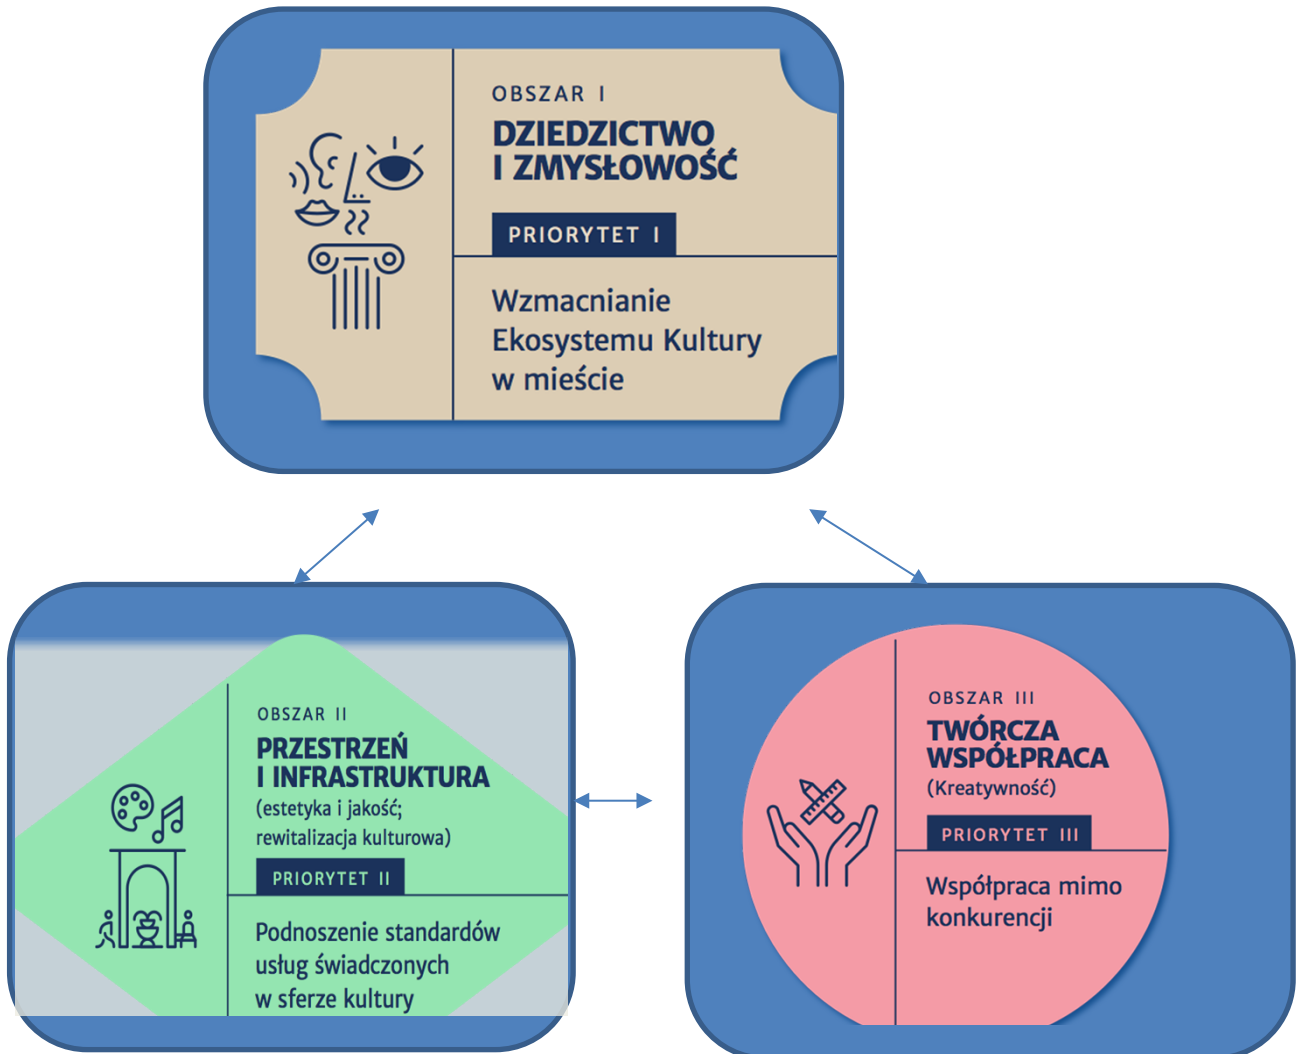 OBSZAR I
DZIEDZICTWO
I ZMYSŁOWOŚĆ
PRIORYTET I
Wzmacnianie
Ekosystemu Kultury
w mieście
OBSZAR II
PRZESTRZEŃ
I INFRASTRUKTURA
(estetyka i jakość;
rewitalizacja kulturowa)
PRIORYTET II
Podnoszenie standardów
usług świadczonych
w sferze kultury
OBSZAR III
TWÓRCZA
WSPÓŁPRACA
(Kreatywność)
PRIORYTET III
Współpraca mimo
konkurencji